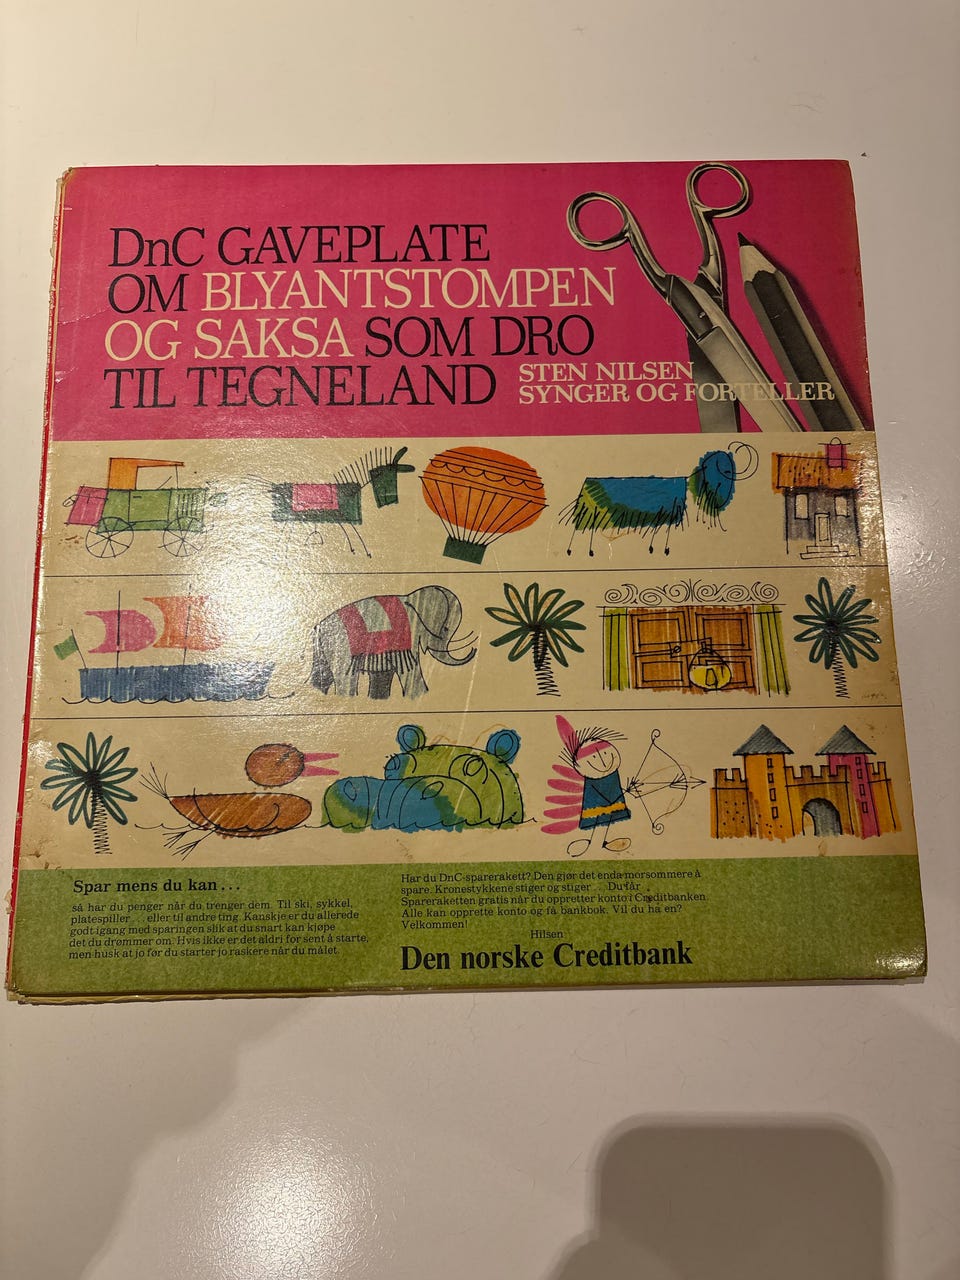 DnC GAVEPLATE
OM BLYANTSTOMPEN
OG SAKSA SOM DRO
TIL TEGNELAND
STEN NILSEN
SYNGER OG FORTELLER
Spar mens du kan...
så har du penger når du trenger dem. Til ski, sykkel,
platespiller... eller til andre ting. Kanskje er du allerede
godt igang med sparingen slik at du snart kan kjøpe
det du drømmer om. Hvis ikke er det aldri for sent å starte,
men husk at jo før du starter jo raskere når du målet.
Har du DnC-sparerakett? Den gjør det enda morsommere å
spare. Kronestykkene stiger og stiger... Du får
Spareraketten gratis når du oppretter konto i Creditbanken.
Alle kan opprette konto og få bankbok. Vil du ha en?
Velkommen!
Hilsen
Den norske Creditbank